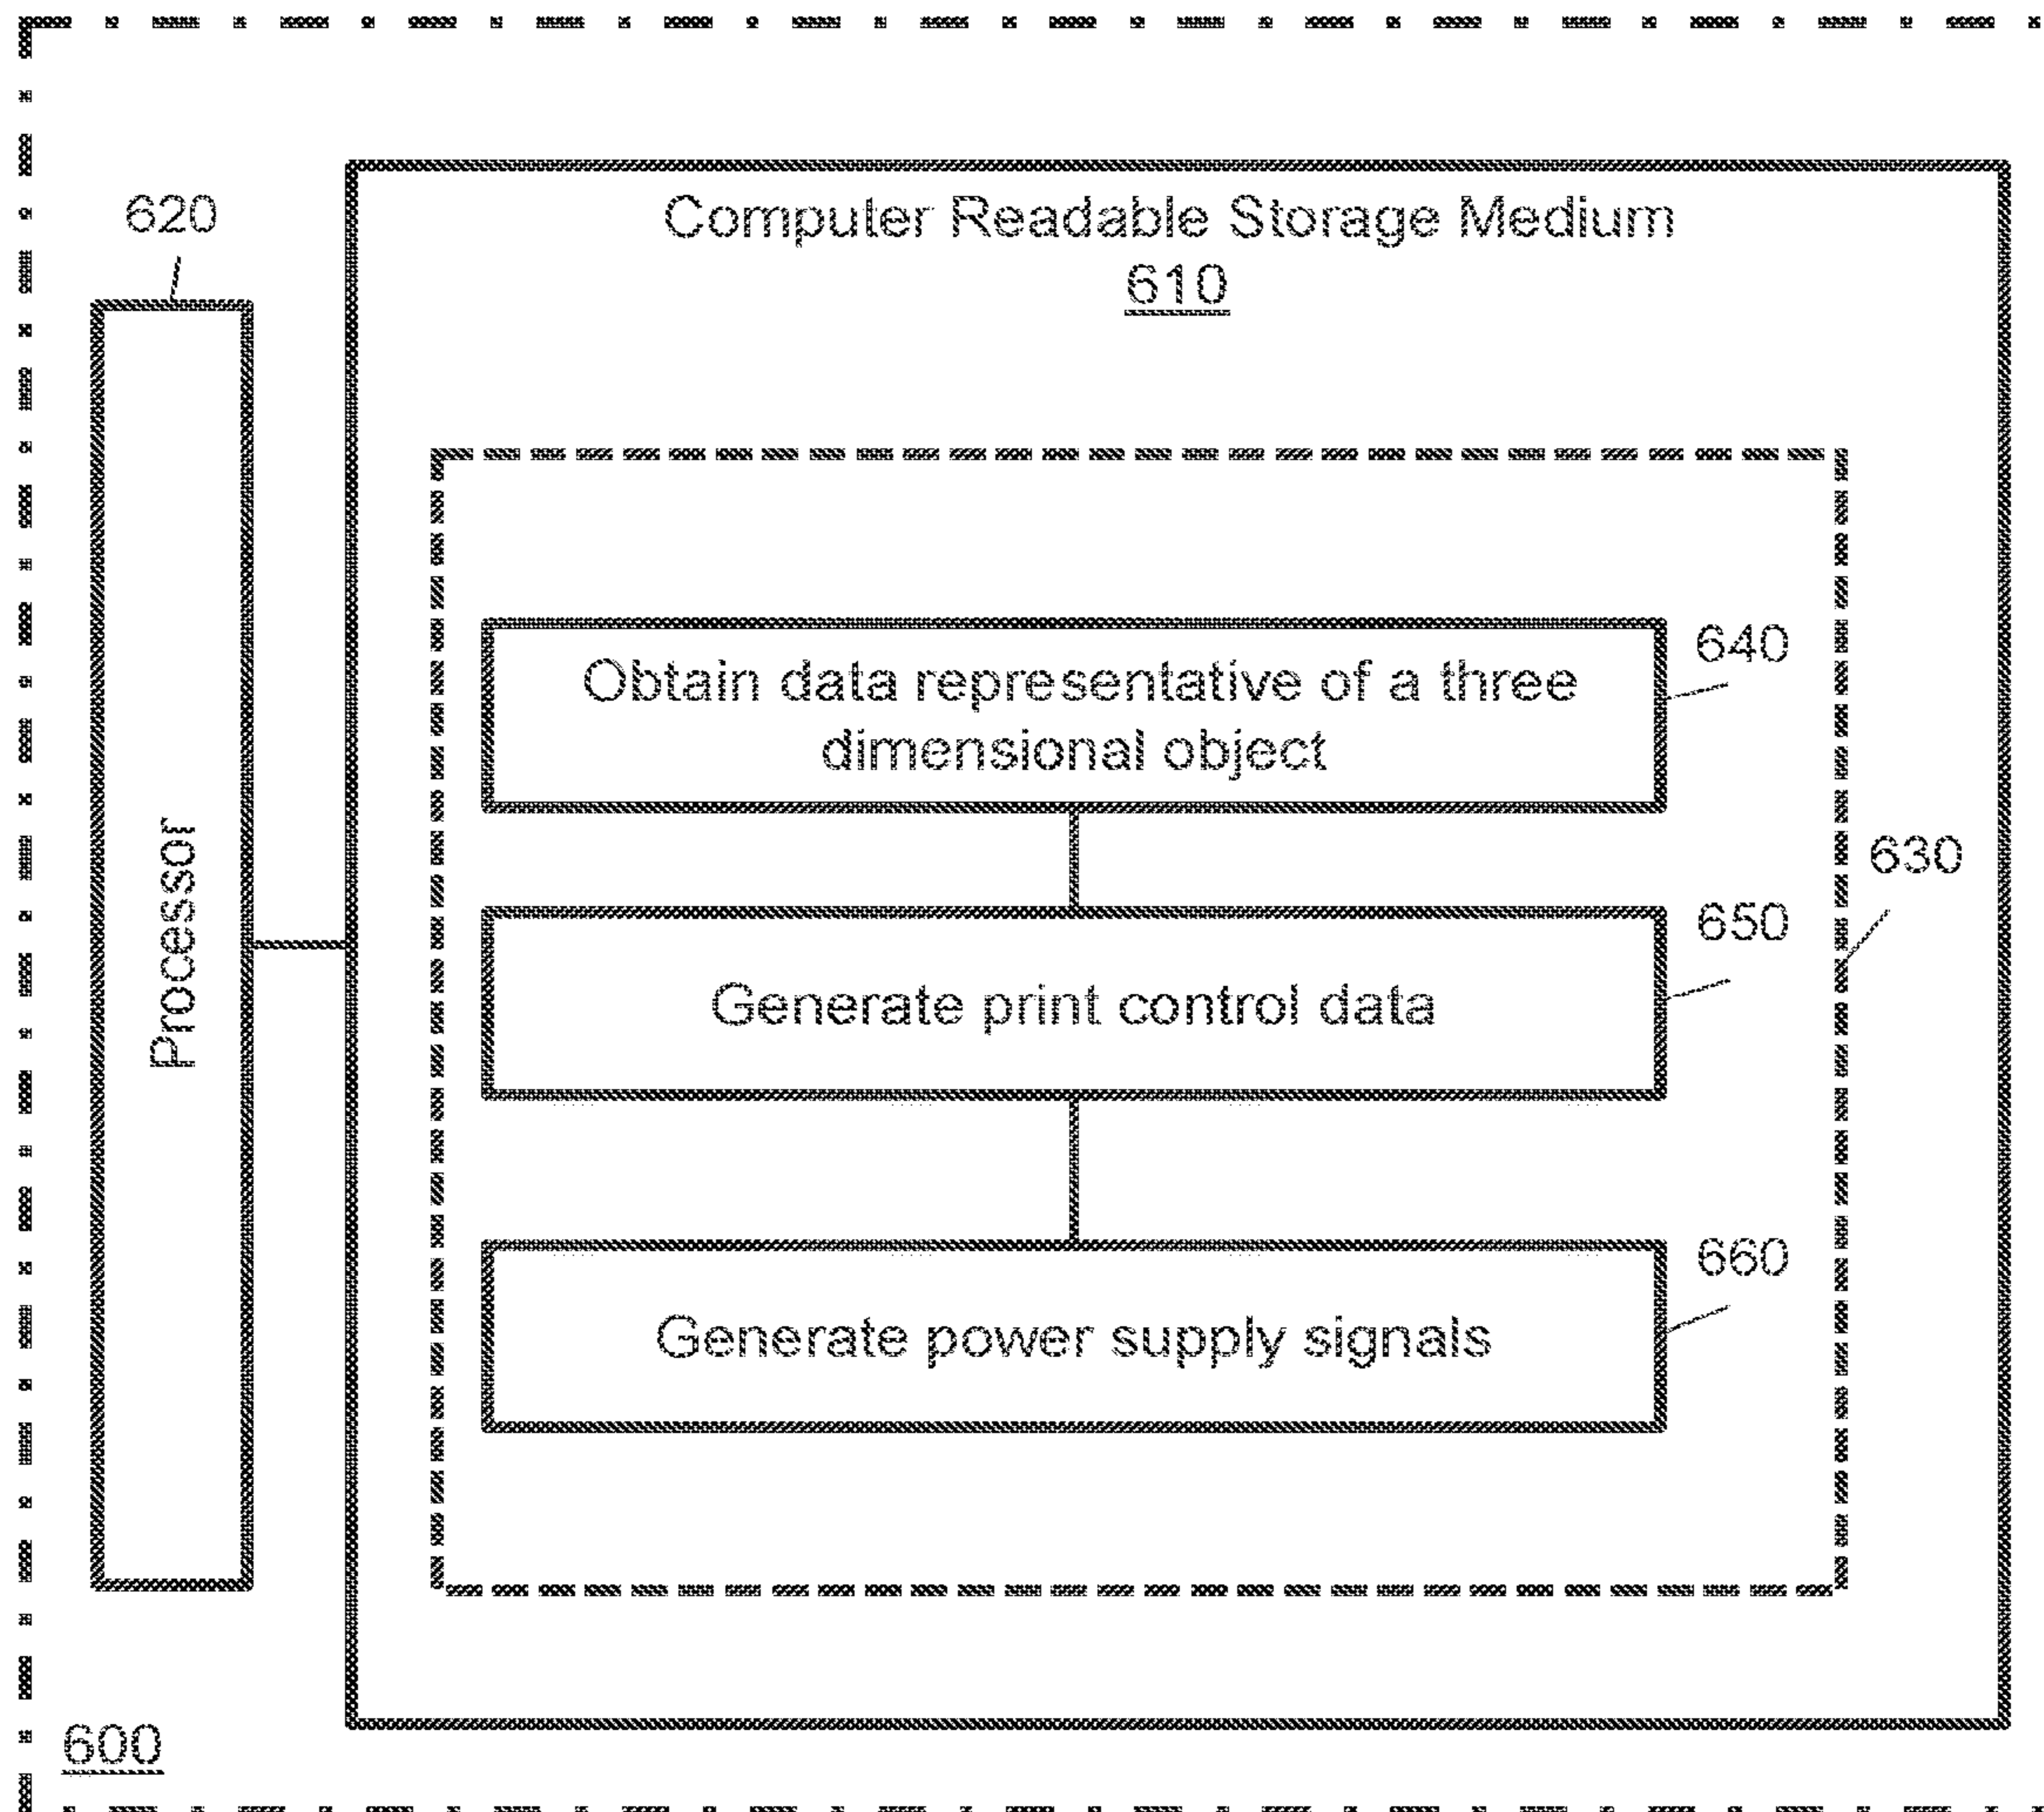 620
Computer Readable Storage Medium
610
Processor
640
Obtain data representative of a three
dimensional object
630
650
Generate print control data
660
Generate power supply signals
600